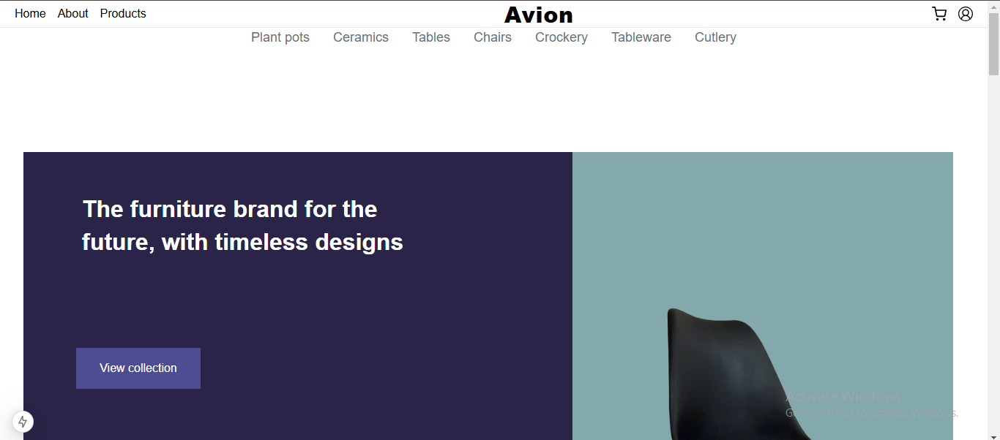 Home About Products
Avion
Plant pots Ceramics Tables Chairs Crockery Tableware Cutlery
The furniture brand for the
future, with timeless designs
View collection
Activate Windows
Go to Settings to activate Windows.